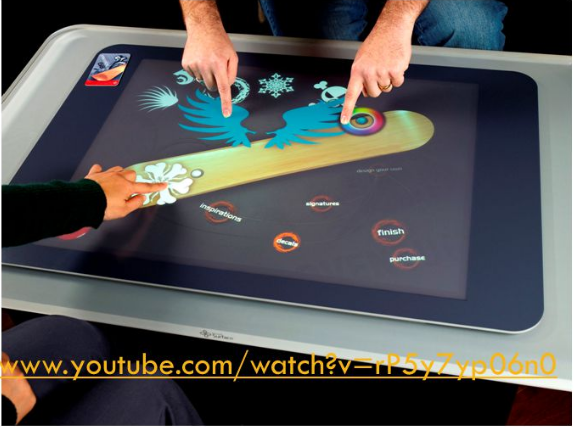 design your own
inspirations
signatures
decals
finish
purchase
www.youtube.com/watch?v=rP5y7yp06n0